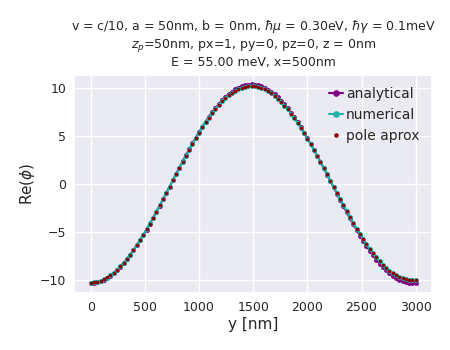 v = c/10, a = 50nm, b = 0nm, ℏμ = 0.30eV, ℏγ = 0.1meV
z_p=50nm, px=1, py=0, pz=0, z = 0nm
E = 55.00 meV, x=500nm
10
5
0
−5
−10
Re(ϕ)
analytical
numerical
pole aprox
0 500 1000 1500 2000 2500 3000
y [nm]